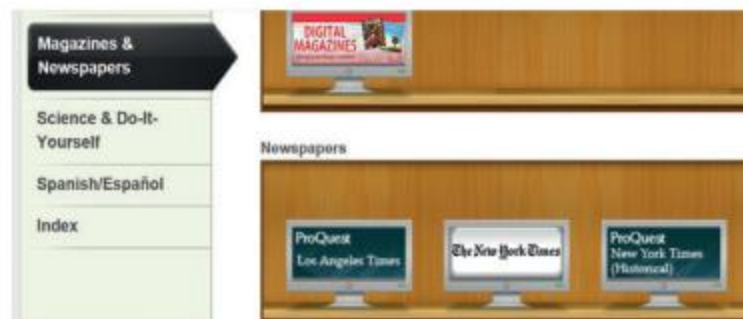 Magazines &
Newspapers
Science & Do-It-
Yourself
Spanish/Español
Index
DIGITAL
MAGAZINES
Newspapers
ProQuest
Los Angeles Times
The New York Times
ProQuest
New York Times
(Historical)